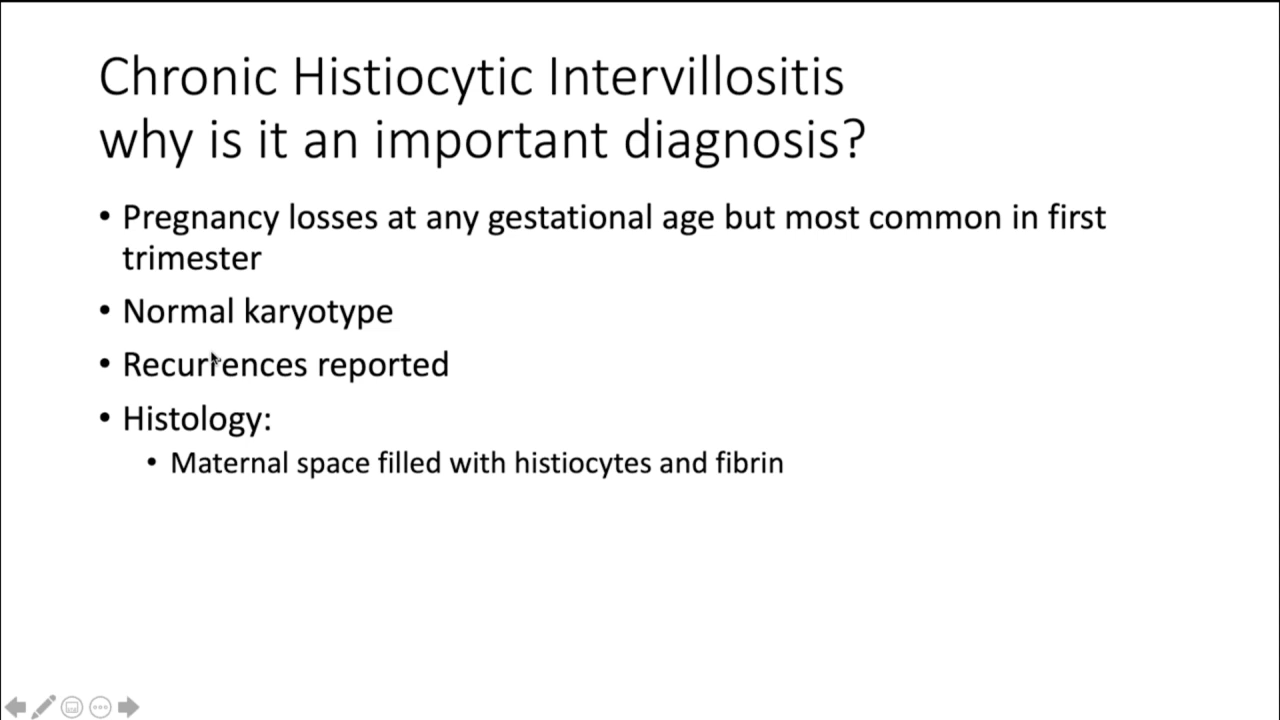 Chronic Histiocytic Intervillositis
why is it an important diagnosis?
• Pregnancy losses at any gestational age but most common in first
trimester
• Normal karyotype
• Recurrences reported
• Histology:
• Maternal space filled with histiocytes and fibrin